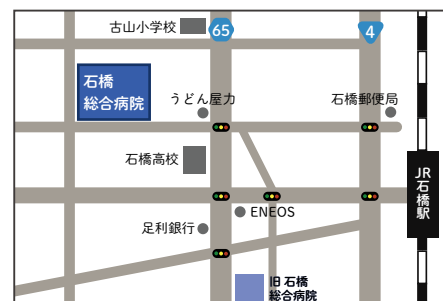 古山小学校
65
4
石橋
総合病院
うどん屋力
石橋郵便局
石橋高校
JR石橋駅
ENEOS
足利銀行
旧 石橋
総合病院